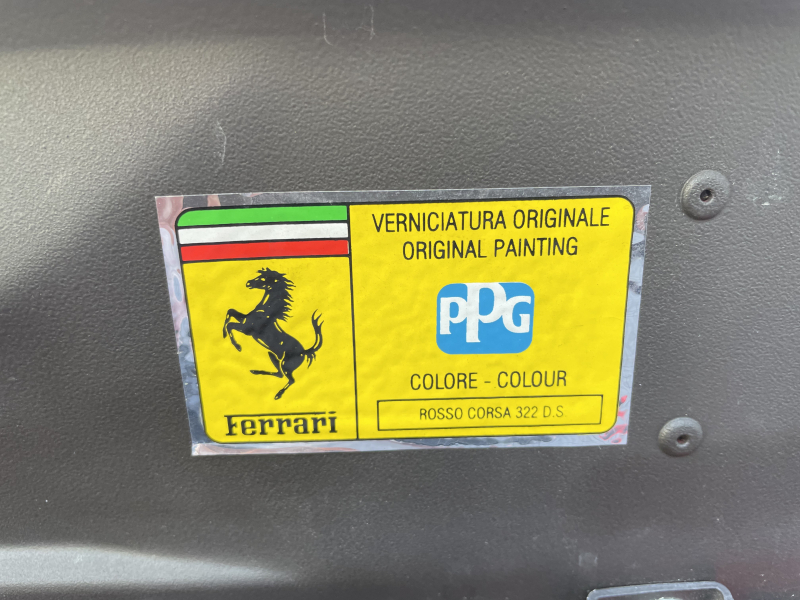 VERNICIATURA ORIGINALE
ORIGINAL PAINTING
PPG
COLORE - COLOUR
ROSSO CORSA 322 D.S.
Ferrari